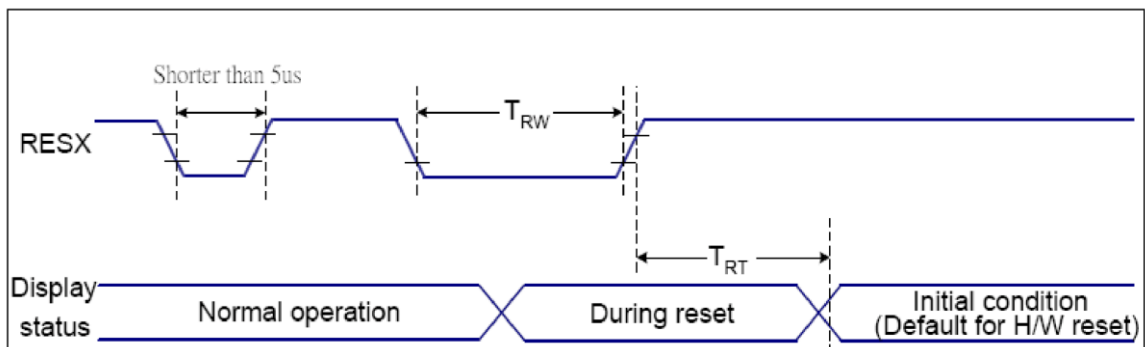 Shorter than 5us
RESX
TRW
TRT
Display
status
Normal operation
During reset
Initial condition
(Default for H/W reset)